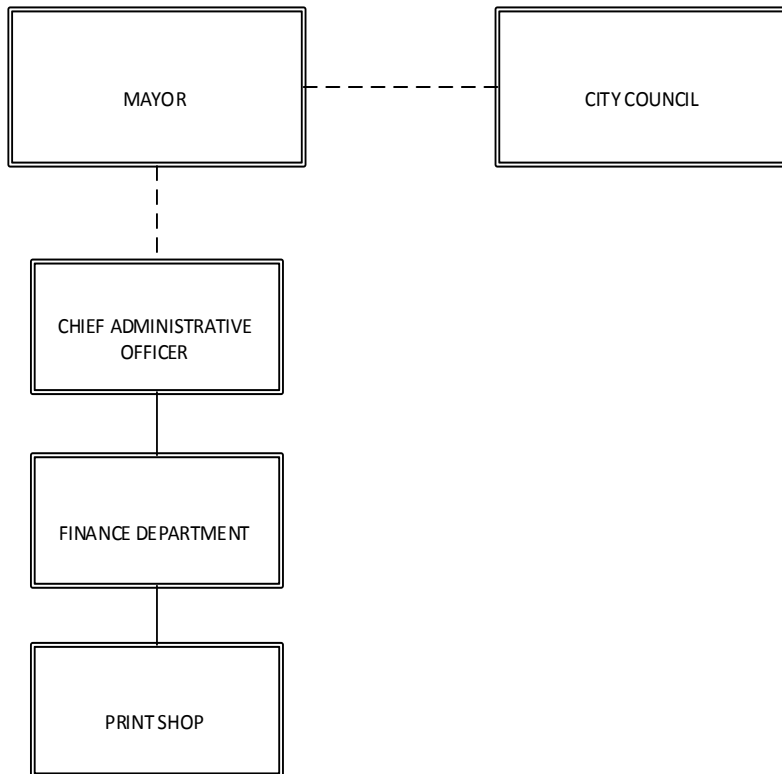 MAYOR
CITY COUNCIL
CHIEF ADMINISTRATIVE
OFFICER
FINANCE DEPARTMENT
PRINT SHOP